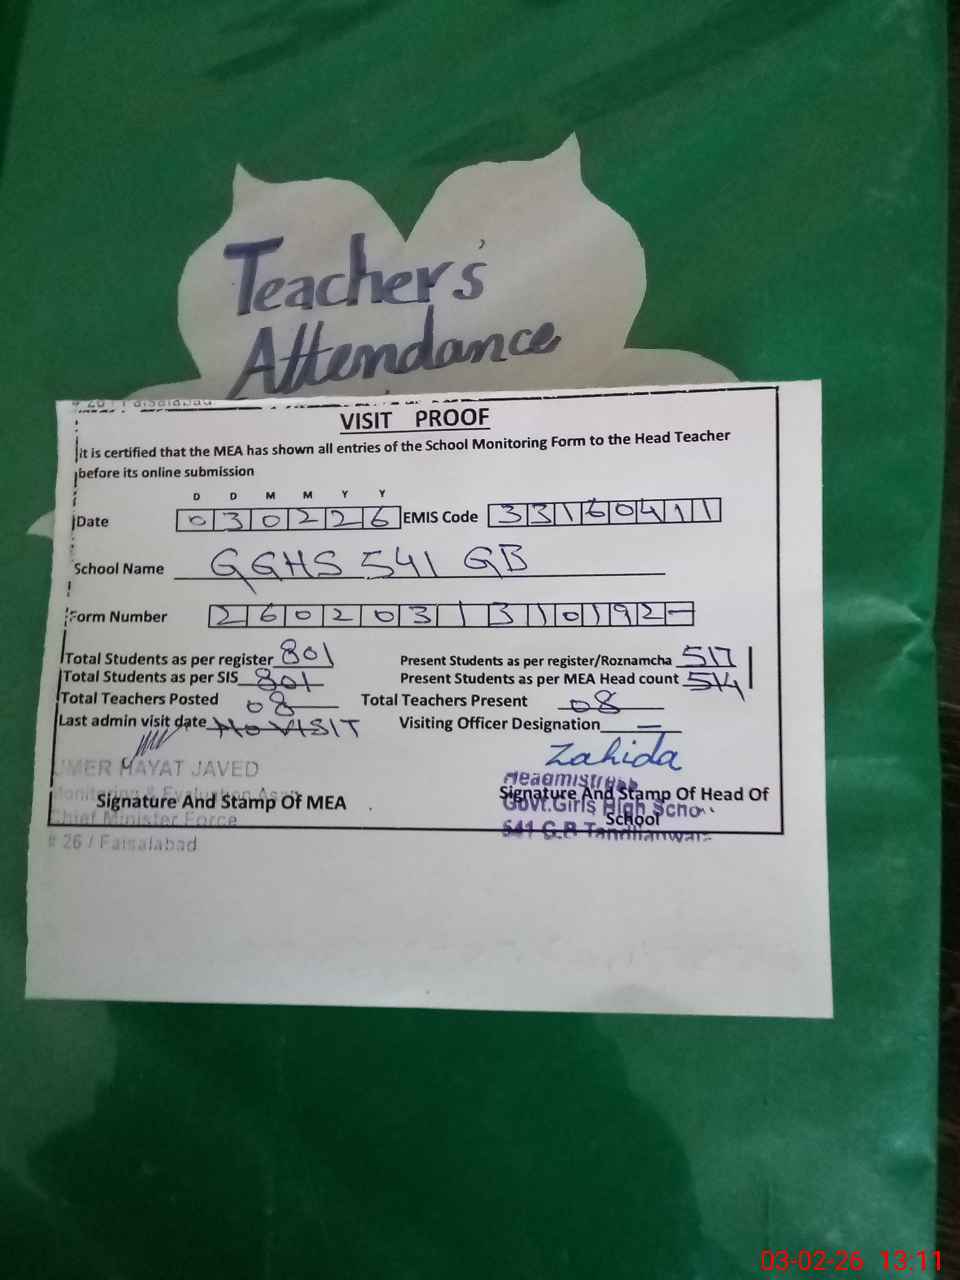 Teacher's
Attendance
# 26 / Faisalabad
VISIT PROOF
it is certified that the MEA has shown all entries of the School Monitoring Form to the Head Teacher
before its online submission
D D M M Y Y
Date 030226 EMIS Code 33160411
School Name GGHS 541 GB
Form Number 2602031310192-
Total Students as per register 801 Present Students as per register/Roznamcha 517
Total Students as per SIS 801 Present Students as per MEA Head count 514
Total Teachers Posted 08 Total Teachers Present 08
Last admin visit date NO VISIT Visiting Officer Designation —
Zahida
UMER HAYAT JAVED
Headmistress
Monitoring & Evaluation
Signature And Stamp Of MEA Signature And Stamp Of Head Of
School
Govt.Girls High School
Chief Minister Force
541 G.B Tandlianwala
# 26 / Faisalabad
03-02-26 13:11